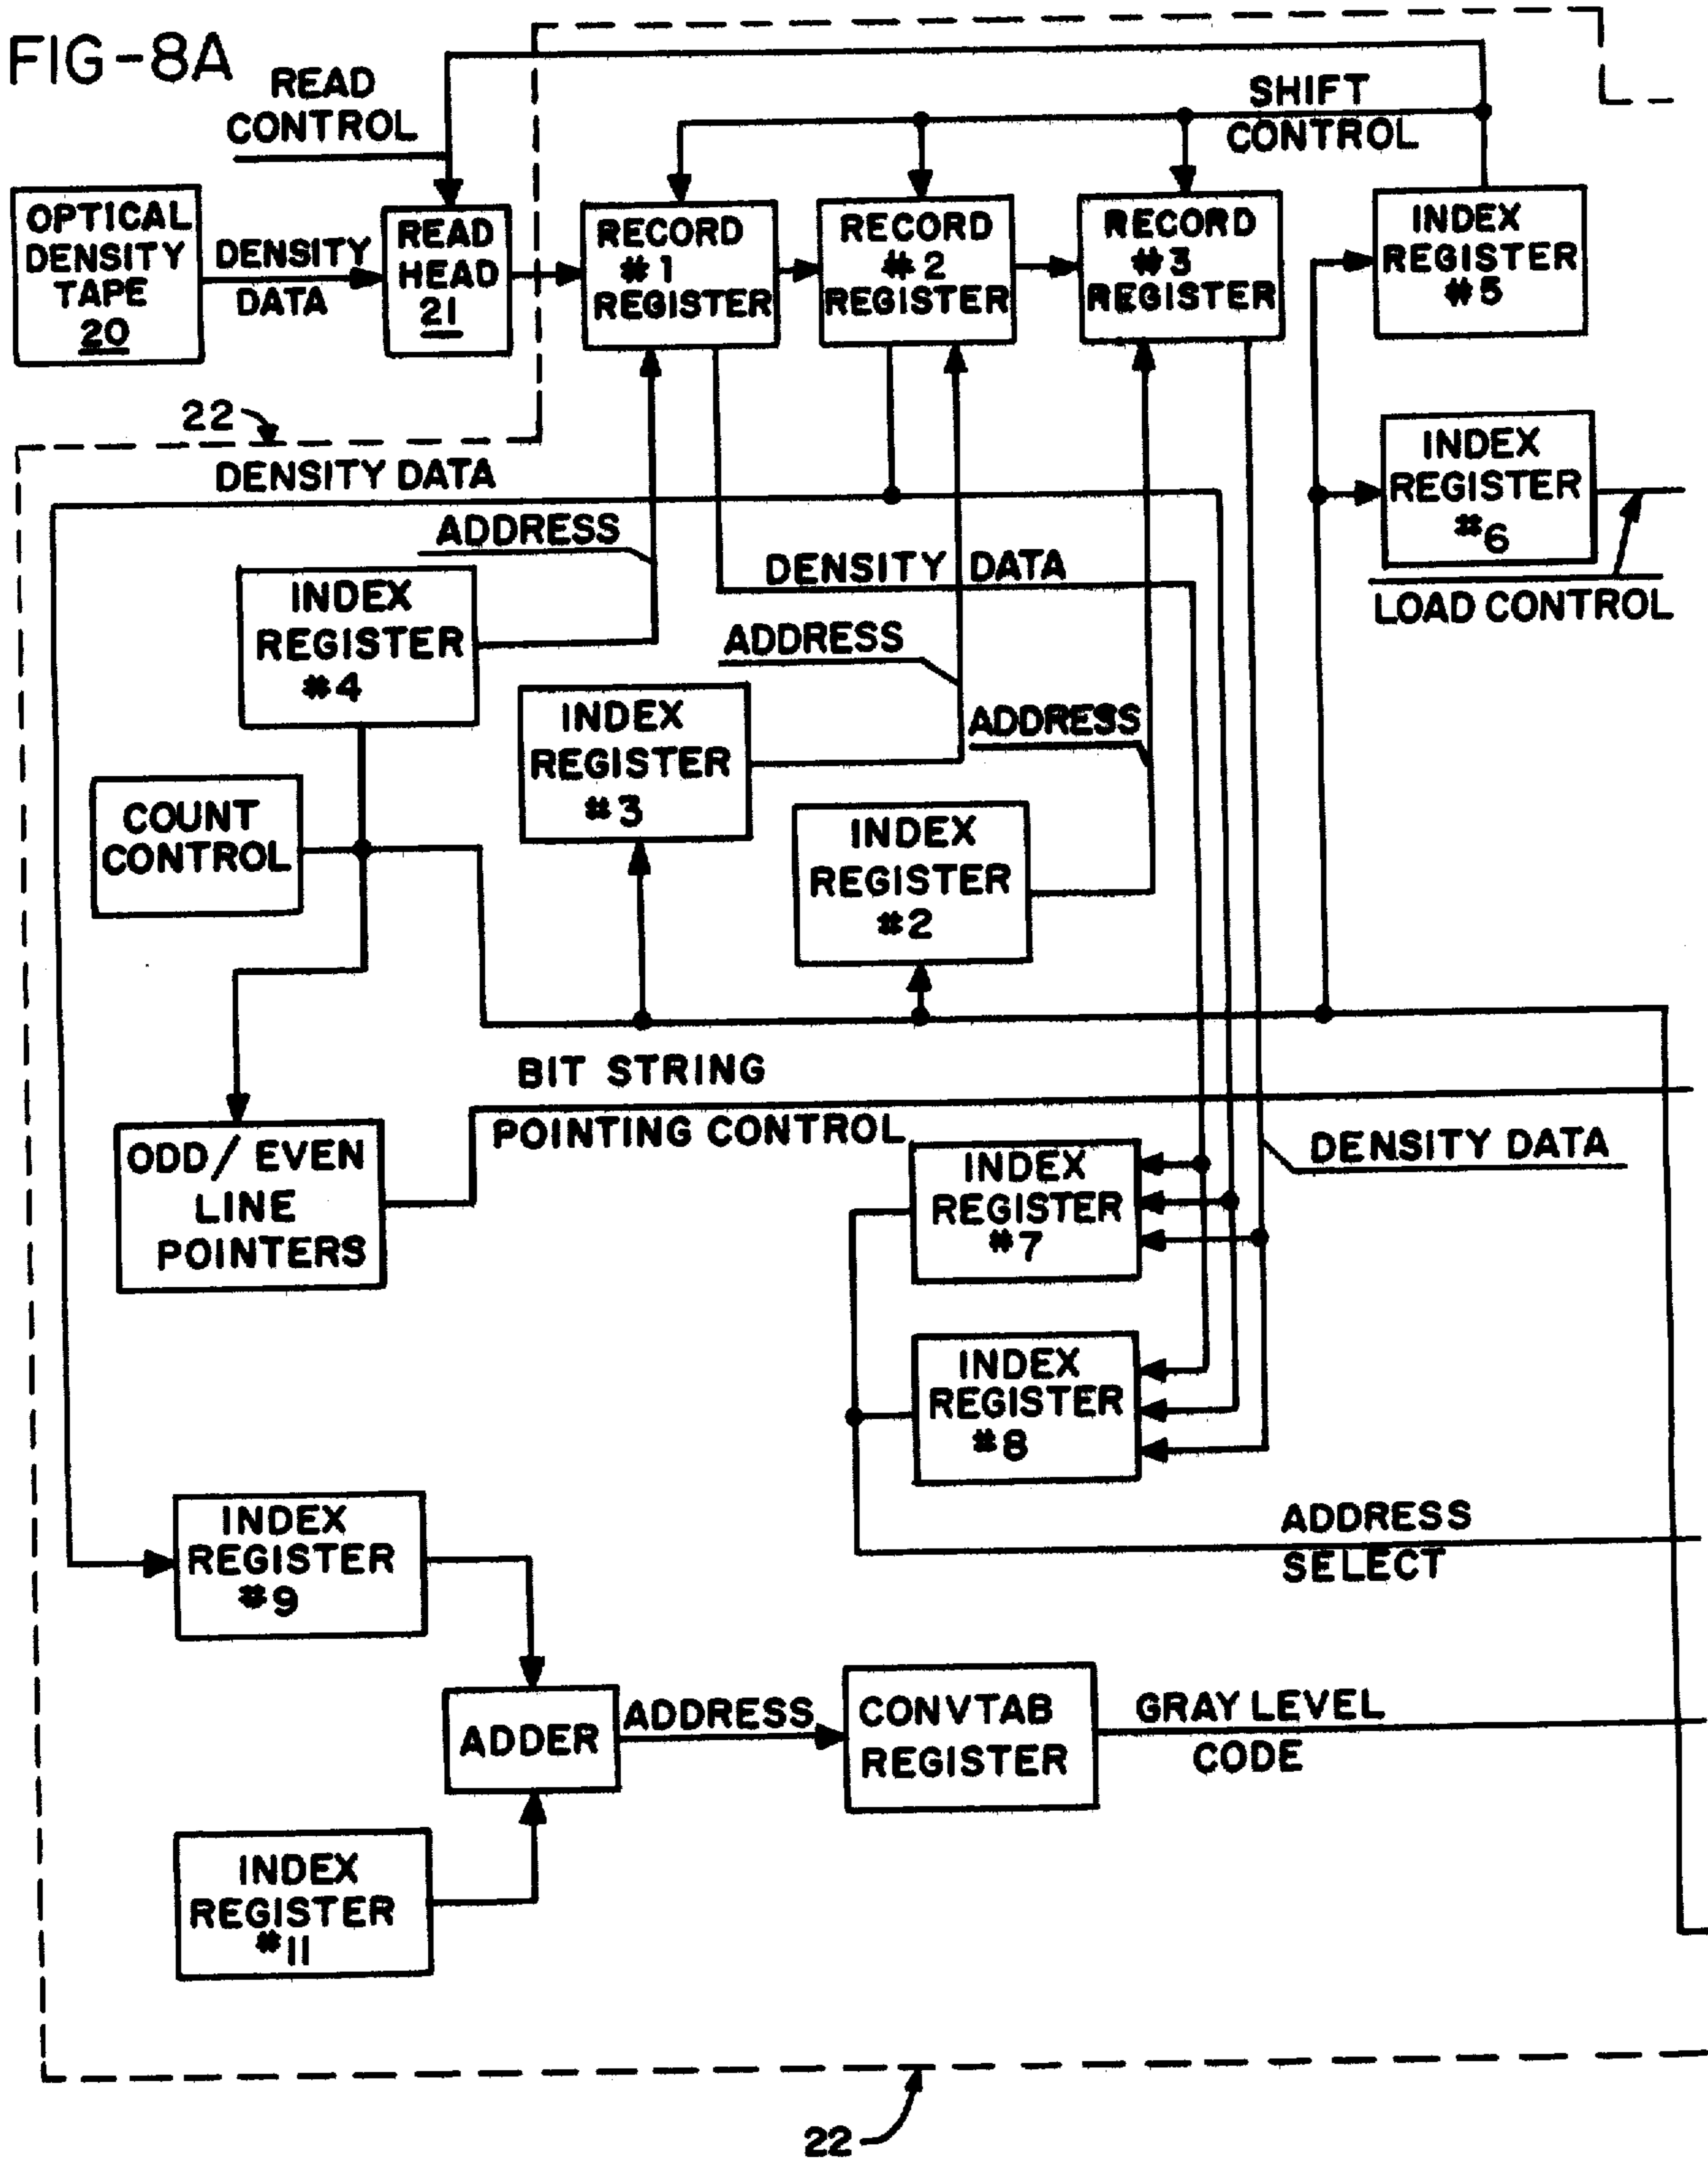 FIG-8A
READ
CONTROL
SHIFT
CONTROL
OPTICAL
DENSITY
TAPE
20
DENSITY
DATA
READ
HEAD
21
RECORD
#1
REGISTER
RECORD
#2
REGISTER
RECORD
#3
REGISTER
INDEX
REGISTER
#5
22
DENSITY DATA
ADDRESS
INDEX
REGISTER
#6
DENSITY DATA
LOAD CONTROL
INDEX
REGISTER
#4
ADDRESS
INDEX
REGISTER
#3
ADDRESS
COUNT
CONTROL
INDEX
REGISTER
#2
BIT STRING
POINTING CONTROL
ODD/EVEN
LINE
POINTERS
INDEX
REGISTER
#7
DENSITY DATA
INDEX
REGISTER
#8
ADDRESS
SELECT
INDEX
REGISTER
#9
ADDER
ADDRESS
CONVTAB
REGISTER
GRAY LEVEL
CODE
INDEX
REGISTER
#11
22